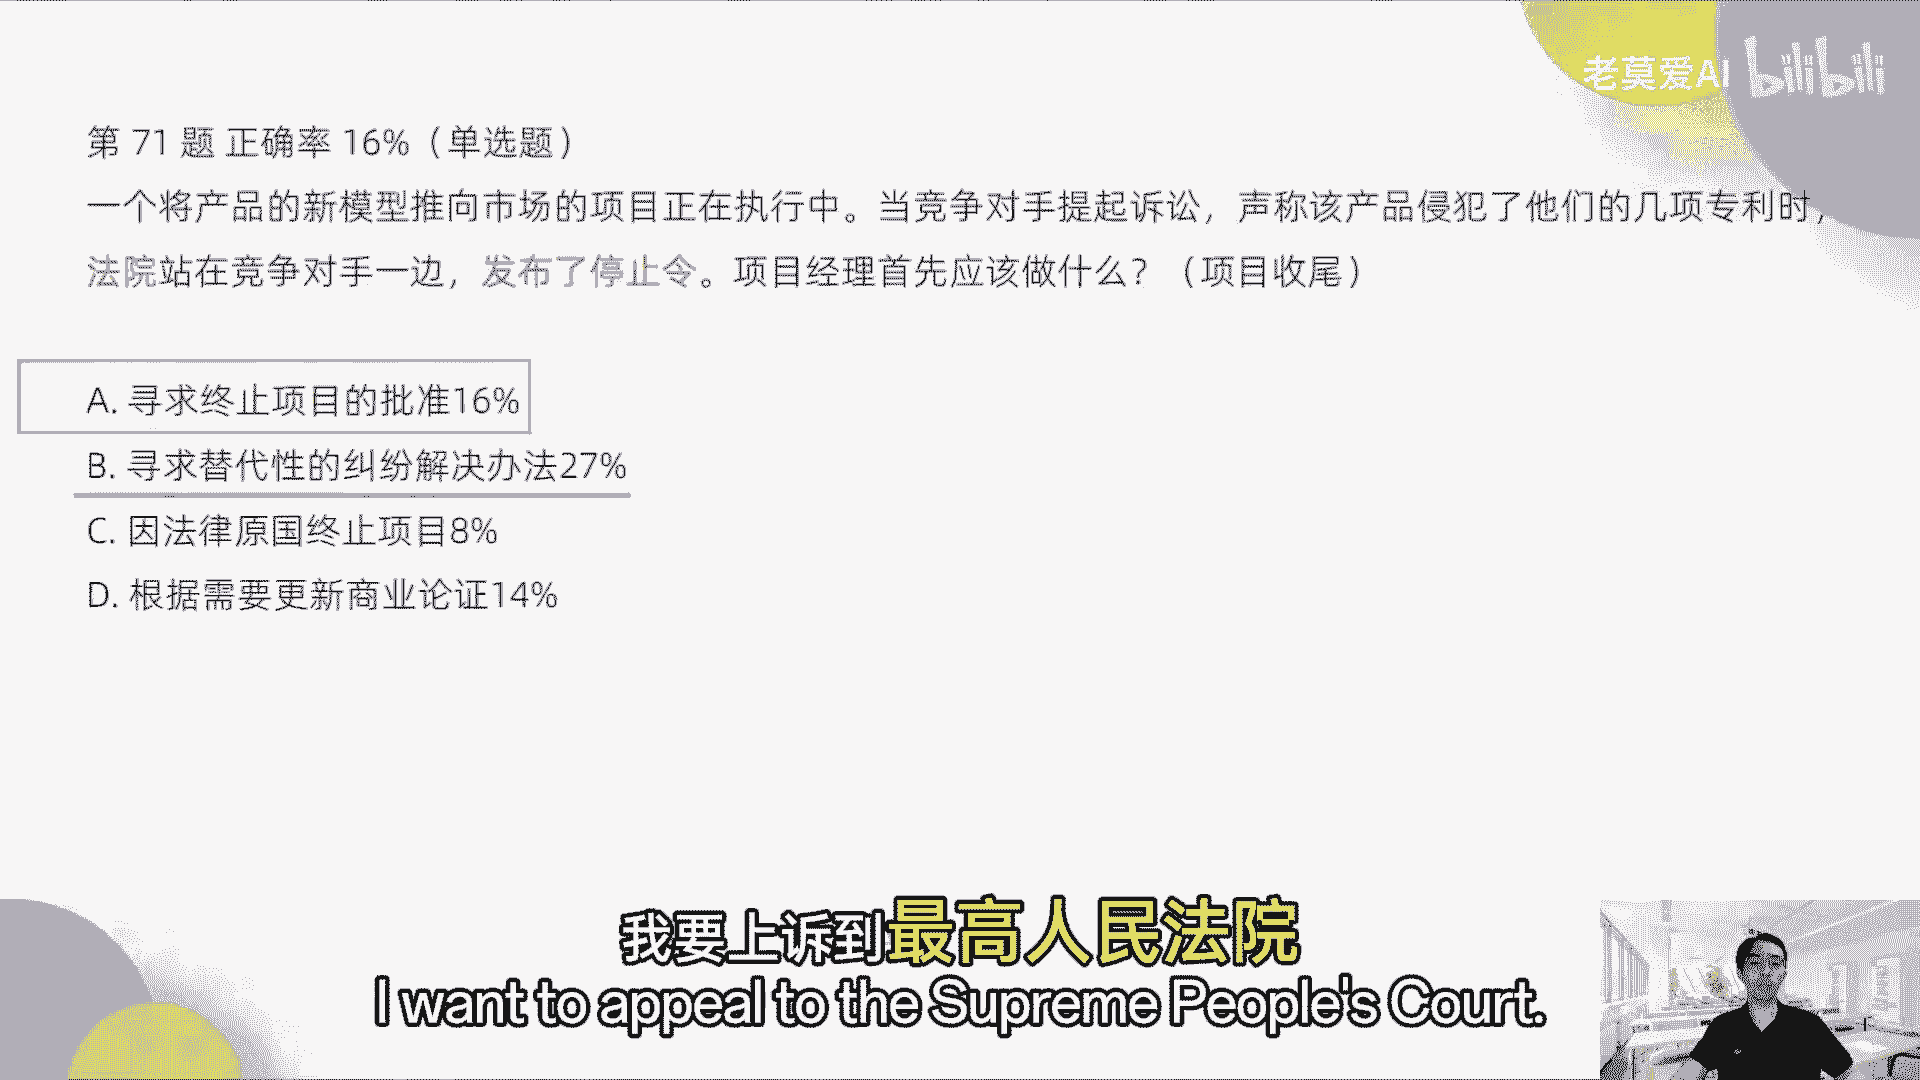 老莫爱AI bilibili
第 71 题 正确率 16%（单选题）
一个将产品的新模型推向市场的项目正在执行中。当竞争对手提起诉讼，声称该产品侵犯了他们的几项专利时，
法院站在竞争对手一边，发布了停止令。项目经理首先应该做什么？（项目收尾）
A. 寻求终止项目的批准16%
B. 寻求替代性的纠纷解决办法27%
C. 因法律原国终止项目8%
D. 根据需要更新商业论证14%
我要上诉到最高人民法院
I want to appeal to the Supreme People's Court.